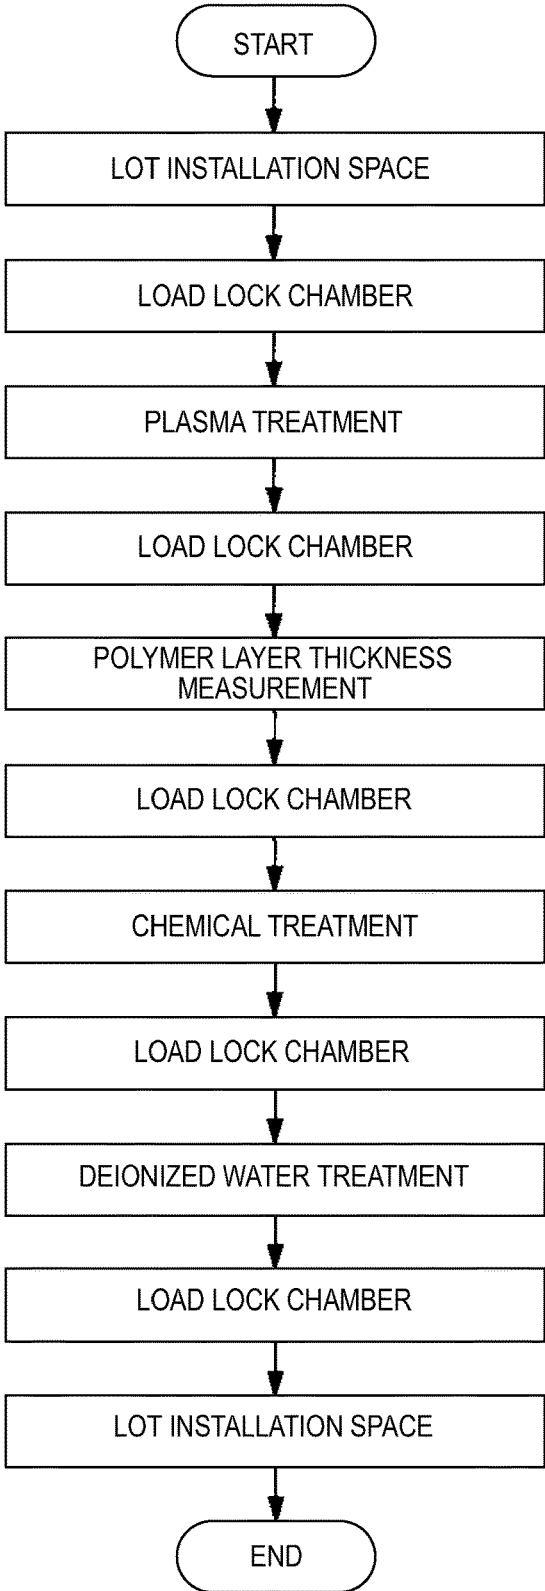 START
LOT INSTALLATION SPACE
LOAD LOCK CHAMBER
PLASMA TREATMENT
LOAD LOCK CHAMBER
POLYMER LAYER THICKNESS
MEASUREMENT
LOAD LOCK CHAMBER
CHEMICAL TREATMENT
LOAD LOCK CHAMBER
DEIONIZED WATER TREATMENT
LOAD LOCK CHAMBER
LOT INSTALLATION SPACE
END